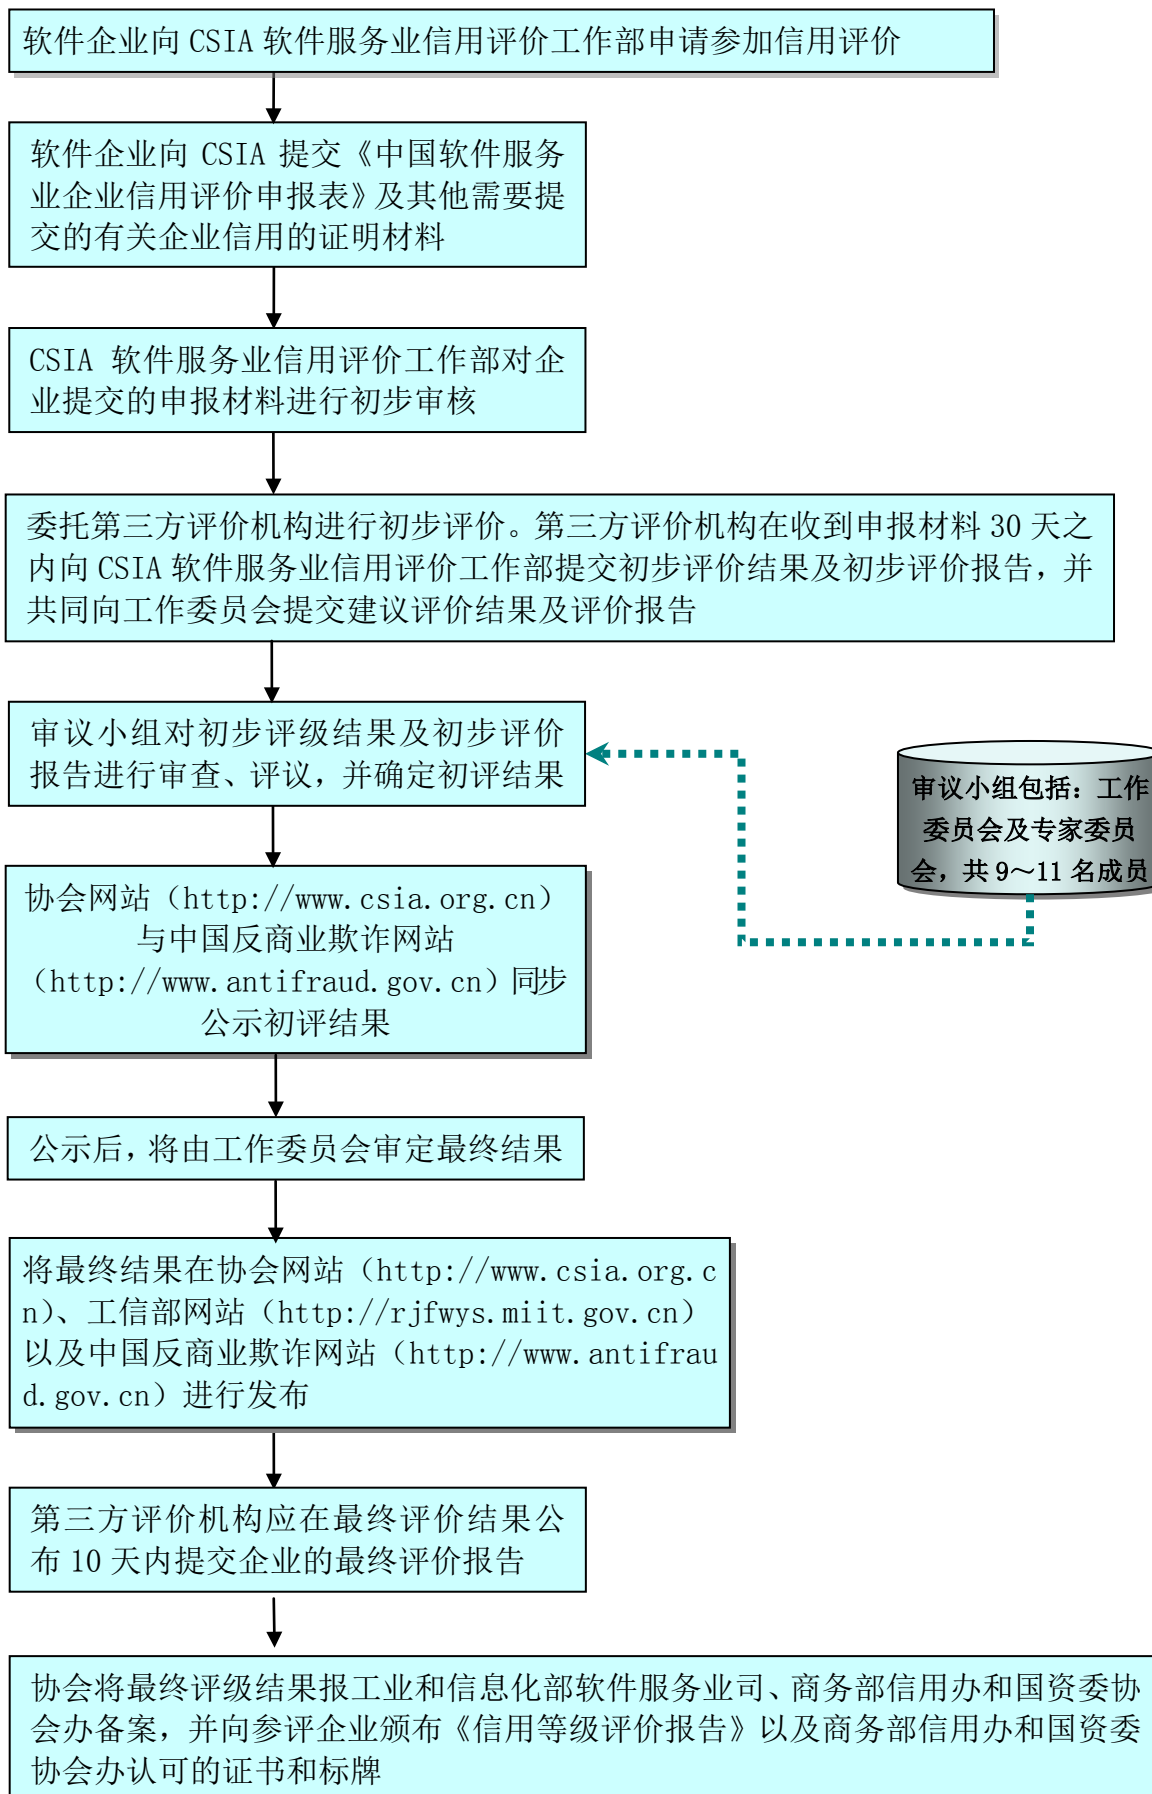 软件企业向 CSIA 软件服务业信用评价工作部申请参加信用评价
软件企业向 CSIA 提交《中国软件服务
业企业信用评价申报表》及其他需要提
交的有关企业信用的证明材料
CSIA 软件服务业信用评价工作部对企
业提交的申报材料进行初步审核
委托第三方评价机构进行初步评价。第三方评价机构在收到申报材料 30 天之
内向 CSIA 软件服务业信用评价工作部提交初步评价结果及初步评价报告，并
共同向工作委员会提交建议评价结果及评价报告
审议小组对初步评级结果及初步评价
报告进行审查、评议，并确定初评结果
审议小组包括：工作
委员会及专家委员
会，共 9～11 名成员
协会网站（http://www.csia.org.cn）
与中国反商业欺诈网站
（http://www.antifraud.gov.cn）同步
公示初评结果
公示后，将由工作委员会审定最终结果
将最终结果在协会网站（http://www.csia.org.c
n）、工信部网站（http://rjfwys.miit.gov.cn）
以及中国反商业欺诈网站（http://www.antifrau
d.gov.cn）进行发布
第三方评价机构应在最终评价结果公
布 10 天内提交企业的最终评价报告
协会将最终评级结果报工业和信息化部软件服务业司、商务部信用办和国资委协
会办备案，并向参评企业颁布《信用等级评价报告》以及商务部信用办和国资委
协会办认可的证书和标牌